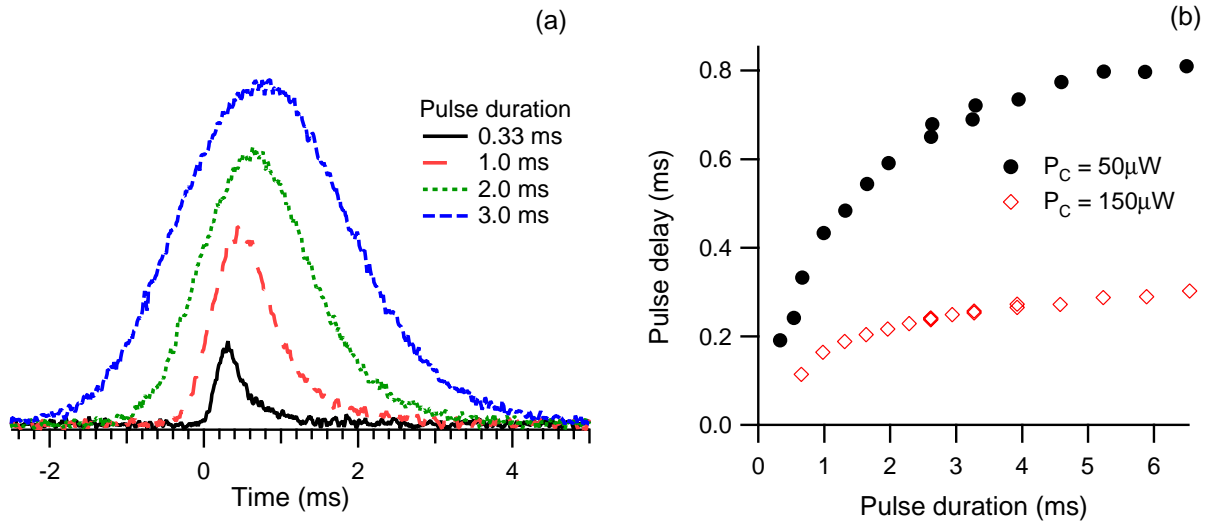 (a)
Pulse duration
0.33 ms
1.0 ms
2.0 ms
3.0 ms
-2
0
2
4
Time (ms)
(b)
0.8
0.6
0.4
0.2
0.0
Pulse delay (ms)
P_C = 50μW
P_C = 150μW
0
1
2
3
4
5
6
Pulse duration (ms)